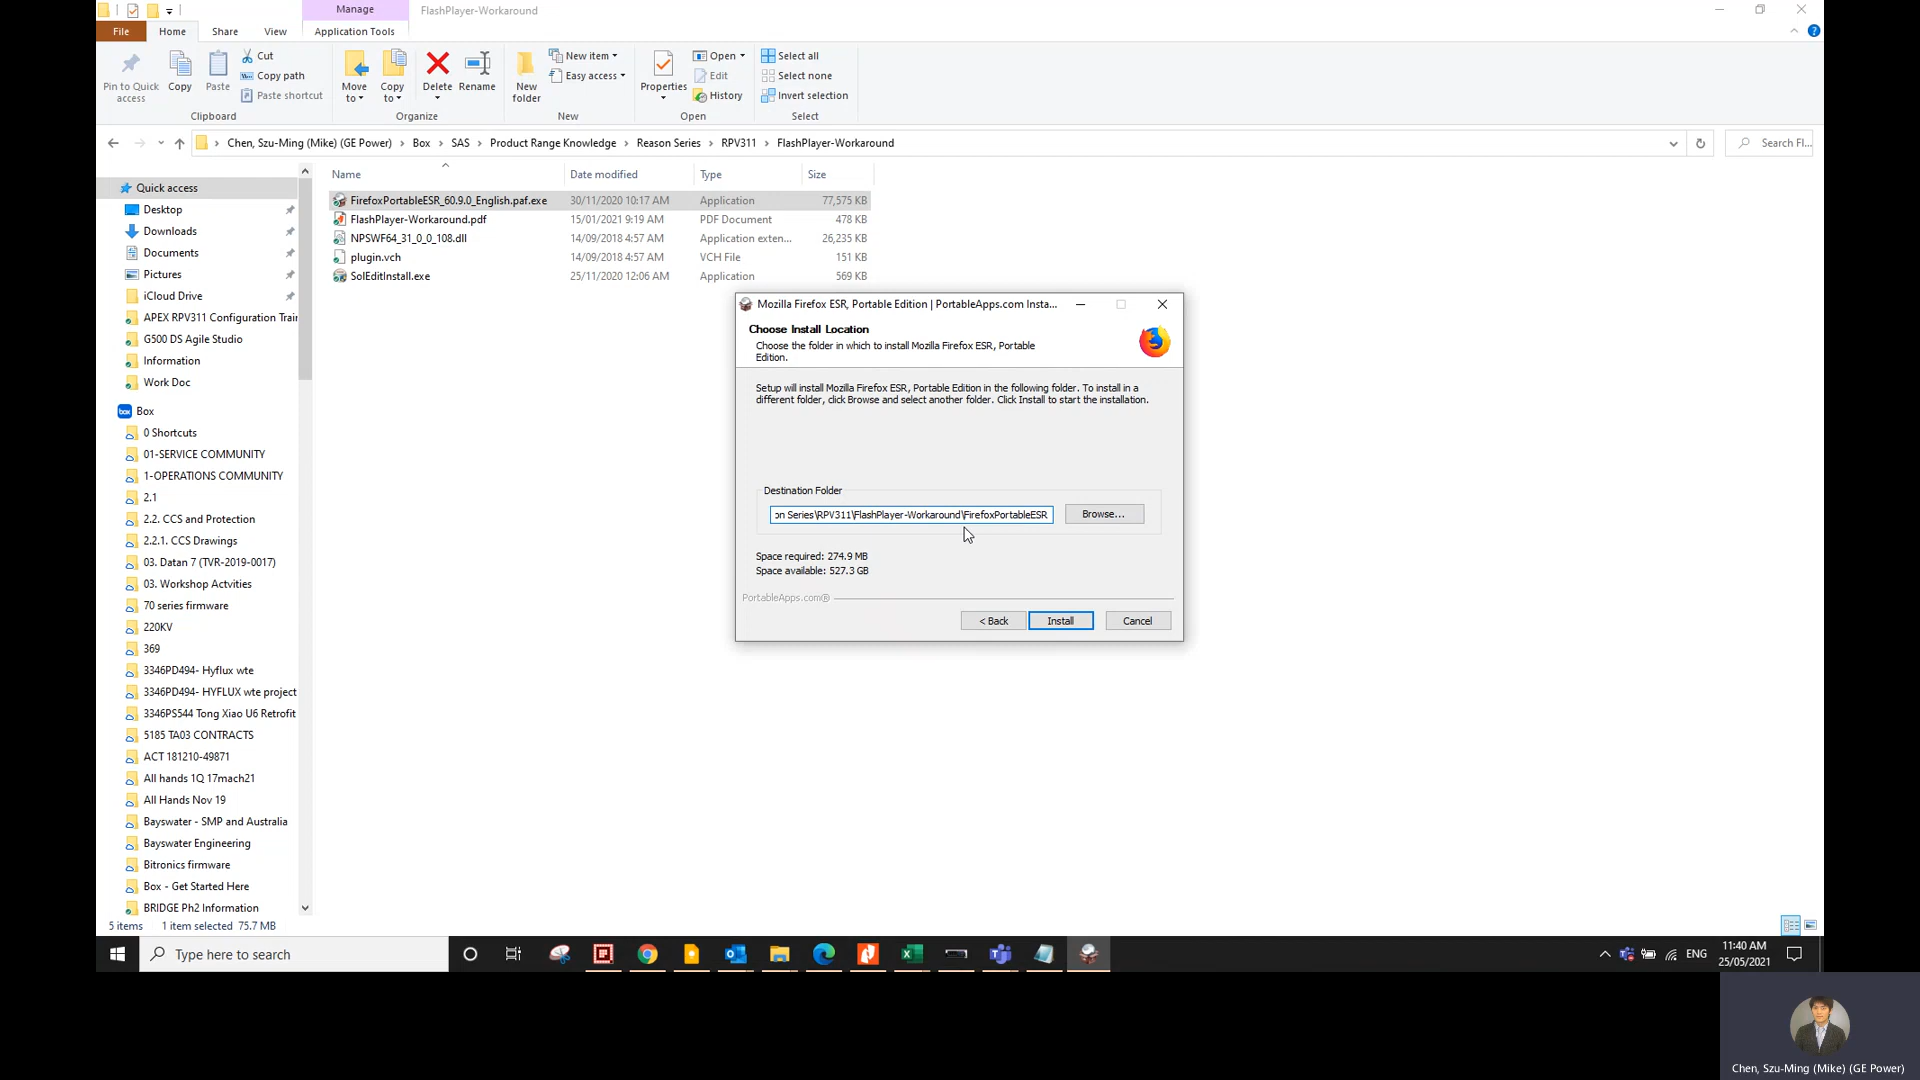 Manage
FlashPlayer-Workaround
File
Home
Share
View
Application Tools
Pin to Quick access
Copy
Paste
Cut
Copy path
Paste shortcut
Clipboard
Move to
Copy to
Delete
Rename
Organize
New folder
New item
Easy access
New
Properties
Open
Edit
History
Open
Select all
Select none
Invert selection
Select
Chen, Szu-Ming (Mike) (GE Power) > Box > SAS > Product Range Knowledge > Reason Series > RPV311 > FlashPlayer-Workaround
Search Fl...
Name Date modified Type Size
FirefoxPortableESR_60.9.0_English.paf.exe 30/11/2020 10:17 AM Application 77,575 KB
FlashPlayer-Workaround.pdf 15/01/2021 9:19 AM PDF Document 478 KB
NPSWF64_31_0_0_108.dll 14/09/2018 4:57 AM Application exten... 26,235 KB
plugin.vch 14/09/2018 4:57 AM VCH File 151 KB
SolEditInstall.exe 25/11/2020 12:06 AM Application 569 KB
Quick access
Desktop
Downloads
Documents
Pictures
iCloud Drive
APEX RPV311 Configuration Train
G500 DS Agile Studio
Information
Work Doc
box Box
0 Shortcuts
01-SERVICE COMMUNITY
1-OPERATIONS COMMUNITY
2.1
2.2. CCS and Protection
2.2.1. CCS Drawings
03. Datan 7 (TVR-2019-0017)
03. Workshop Actvities
70 series firmware
220KV
369
3346PD494- Hyflux wte
3346PD494- HYFLUX wte project
3346PS544 Tong Xiao U6 Retrofit
5185 TA03 CONTRACTS
ACT 181210-49871
All hands 1Q 17mach21
All Hands Nov 19
Bayswater - SMP and Australia
Bayswater Engineering
Bitronics firmware
Box - Get Started Here
BRIDGE Ph2 Information
Mozilla Firefox ESR, Portable Edition | PortableApps.com Insta...
Choose Install Location
Choose the folder in which to install Mozilla Firefox ESR, Portable
Edition.
Setup will install Mozilla Firefox ESR, Portable Edition in the following folder. To install in a
different folder, click Browse and select another folder. Click Install to start the installation.
Destination Folder
on Series\RPV311\FlashPlayer-Workaround\FirefoxPortableESR
Browse...
Space required: 274.9 MB
Space available: 527.3 GB
PortableApps.com®
< Back
Install
Cancel
5 items 1 item selected 75.7 MB
Type here to search
ENG
11:40 AM
25/05/2021
Chen, Szu-Ming (Mike) (GE Power)